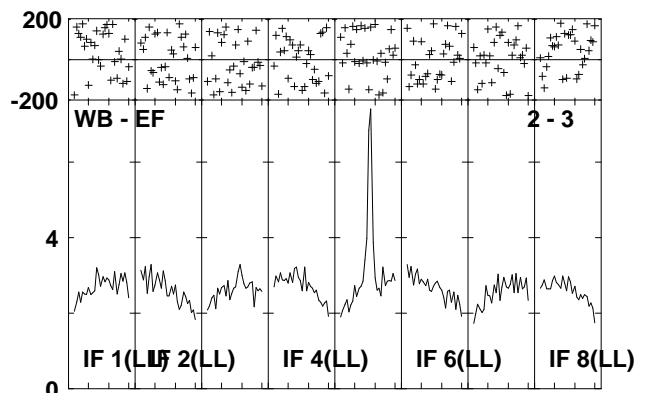 200
-200
WB - EF 2 - 3
4
IF 1(LL) IF 2(LL) IF 4(LL) IF 6(LL) IF 8(LL)
0